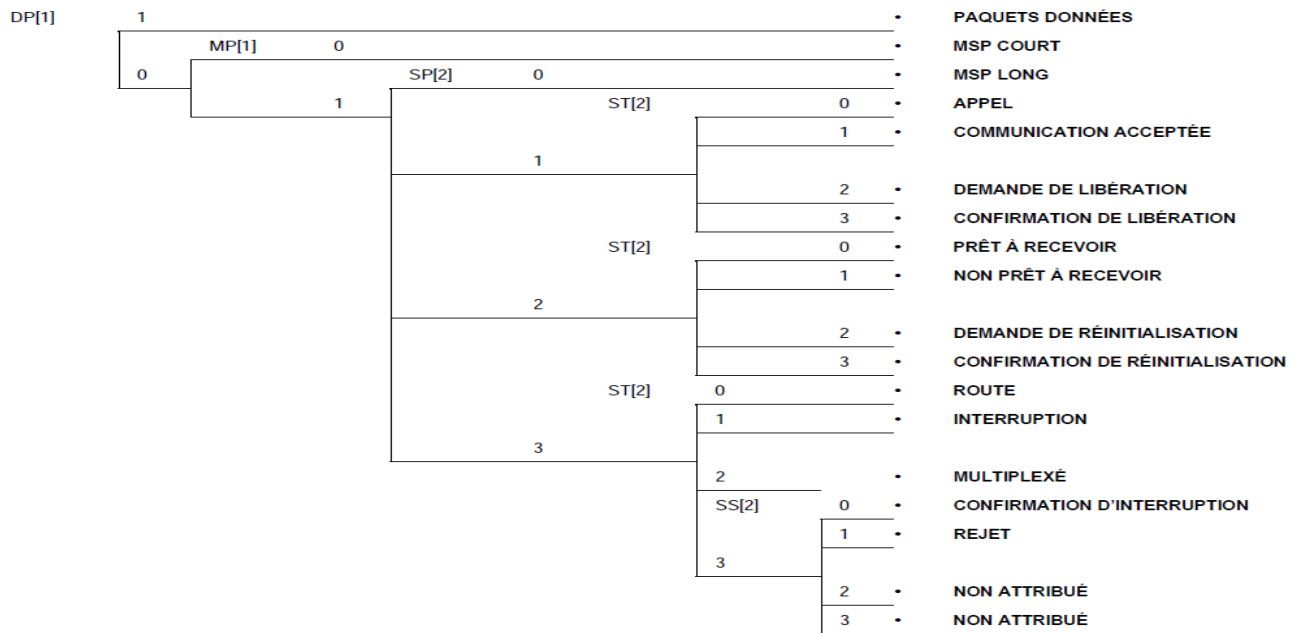 DP[1] 1 • PAQUETS DONNÉES
MP[1] 0 • MSP COURT
0 SP[2] 0 • MSP LONG
1 ST[2] 0 • APPEL
1 • COMMUNICATION ACCEPTÉE
1
2 • DEMANDE DE LIBÉRATION
3 • CONFIRMATION DE LIBÉRATION
ST[2] 0 • PRÊT À RECEVOIR
1 • NON PRÊT À RECEVOIR
2
2 • DEMANDE DE RÉINITIALISATION
3 • CONFIRMATION DE RÉINITIALISATION
ST[2] 0 • ROUTE
1 • INTERRUPTION
3
2 • MULTIPLEXÉ
SS[2] 0 • CONFIRMATION D'INTERRUPTION
1 • REJET
3
2 • NON ATTRIBUÉ
3 • NON ATTRIBUÉ